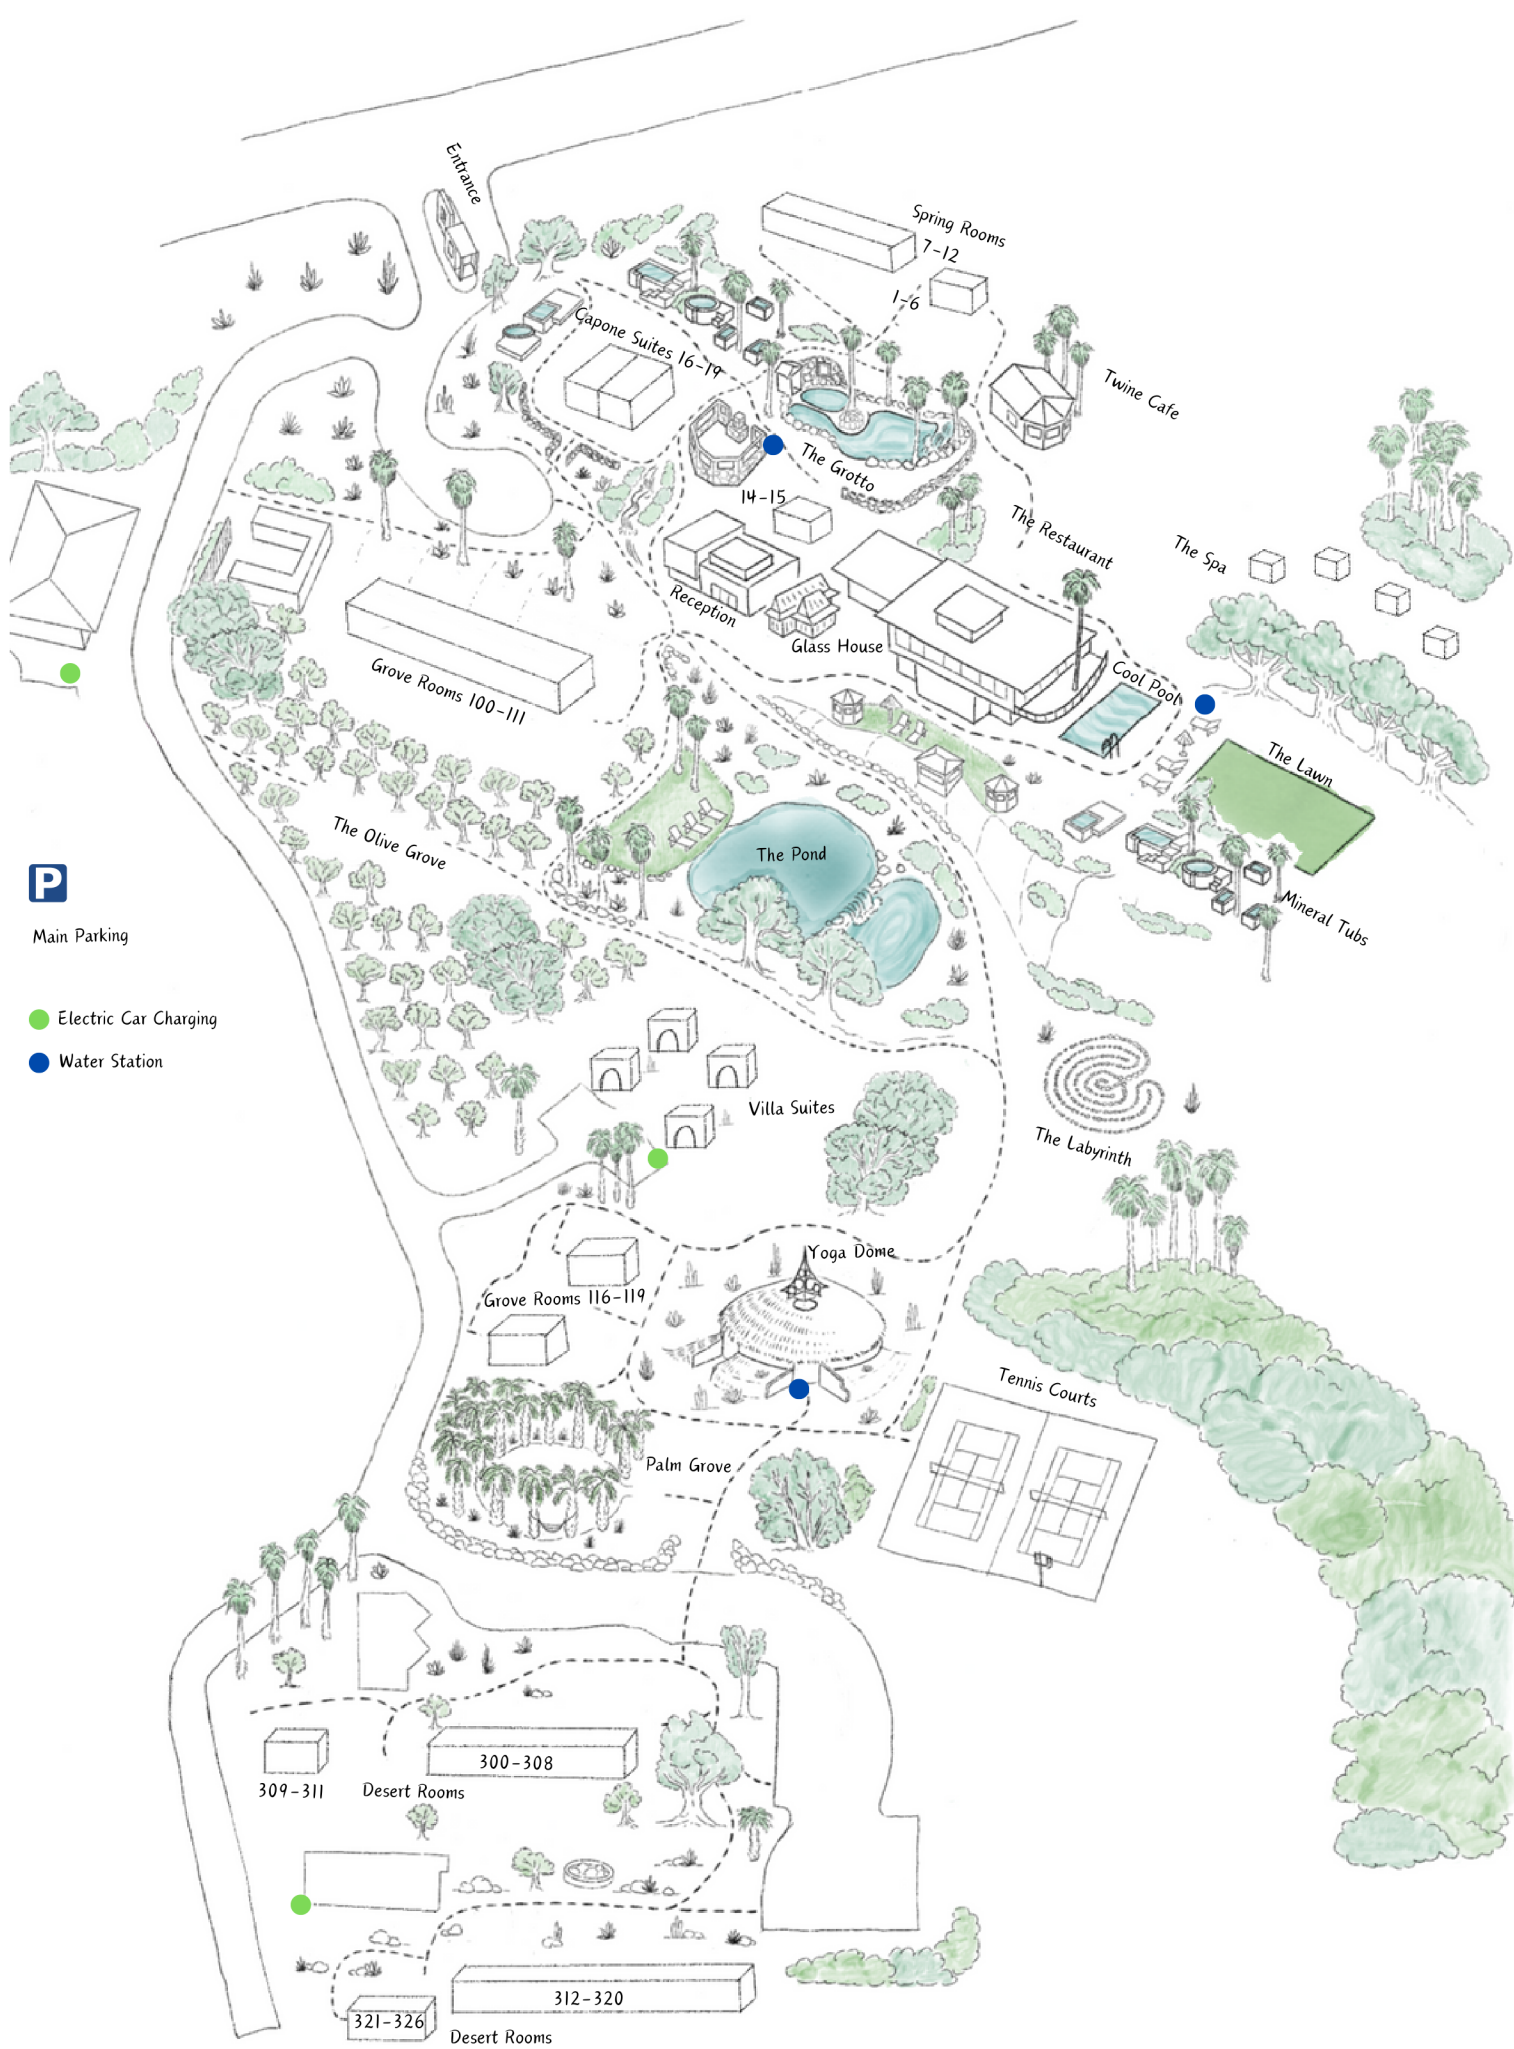 Entrance
Spring Rooms
7-12
1-6
Capone Suites 16-19
Twine Cafe
The Grotto
14-15
The Restaurant
The Spa
Reception
Glass House
Grove Rooms 100-111
Cool Pool
The Lawn
The Olive Grove
The Pond
P
Main Parking
Mineral Tubs
Electric Car Charging
Water Station
Villa Suites
The Labyrinth
Yoga Dome
Grove Rooms 116-119
Tennis Courts
Palm Grove
300-308
309-311
Desert Rooms
312-320
321-326
Desert Rooms